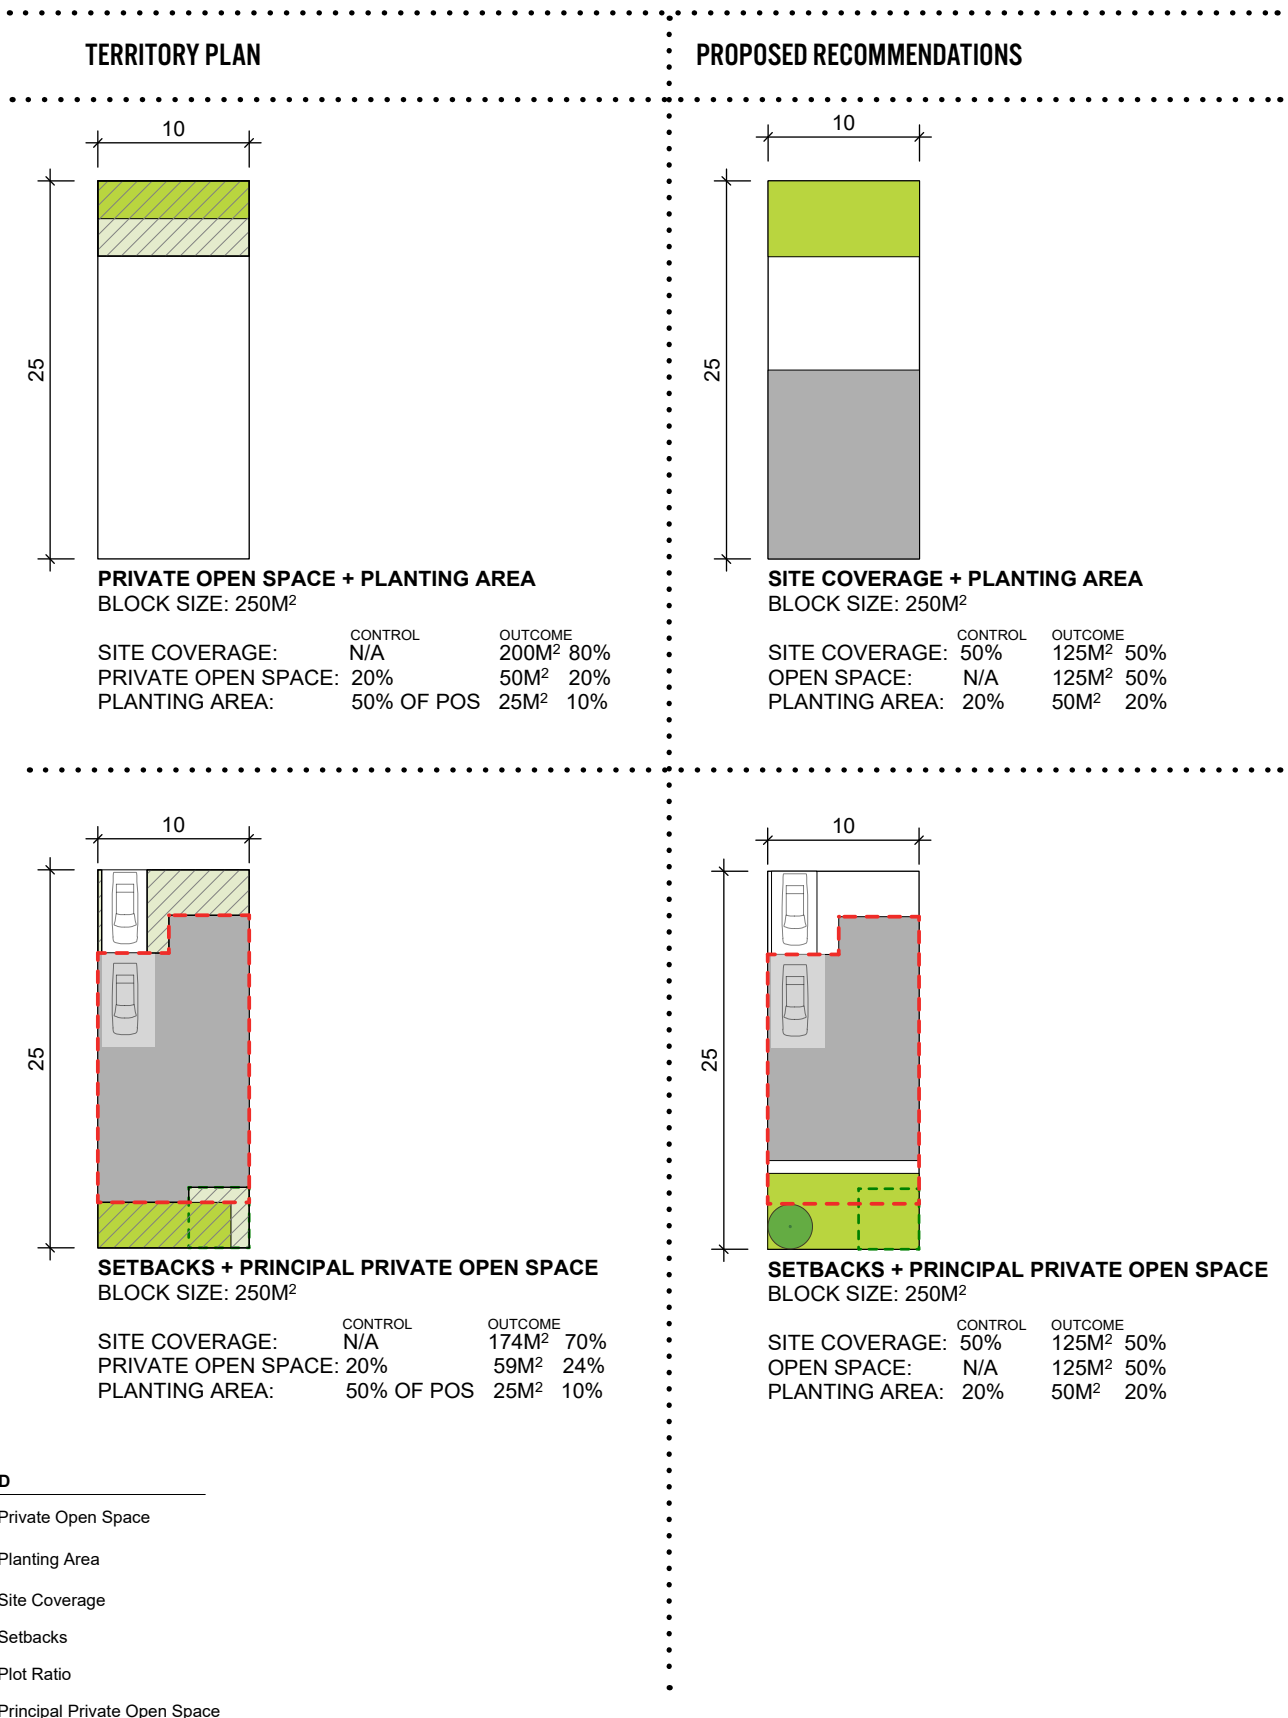 TERRITORY PLAN
PROPOSED RECOMMENDATIONS
10
25
PRIVATE OPEN SPACE + PLANTING AREA
BLOCK SIZE: 250M²
CONTROL OUTCOME
SITE COVERAGE: N/A 200M² 80%
PRIVATE OPEN SPACE: 20% 50M² 20%
PLANTING AREA: 50% OF POS 25M² 10%
10
25
SITE COVERAGE + PLANTING AREA
BLOCK SIZE: 250M²
CONTROL OUTCOME
SITE COVERAGE: 50% 125M² 50%
OPEN SPACE: N/A 125M² 50%
PLANTING AREA: 20% 50M² 20%
10
25
SETBACKS + PRINCIPAL PRIVATE OPEN SPACE
BLOCK SIZE: 250M²
CONTROL OUTCOME
SITE COVERAGE: N/A 174M² 70%
PRIVATE OPEN SPACE: 20% 59M² 24%
PLANTING AREA: 50% OF POS 25M² 10%
10
25
SETBACKS + PRINCIPAL PRIVATE OPEN SPACE
BLOCK SIZE: 250M²
CONTROL OUTCOME
SITE COVERAGE: 50% 125M² 50%
OPEN SPACE: N/A 125M² 50%
PLANTING AREA: 20% 50M² 20%
D
Private Open Space
Planting Area
Site Coverage
Setbacks
Plot Ratio
Principal Private Open Space